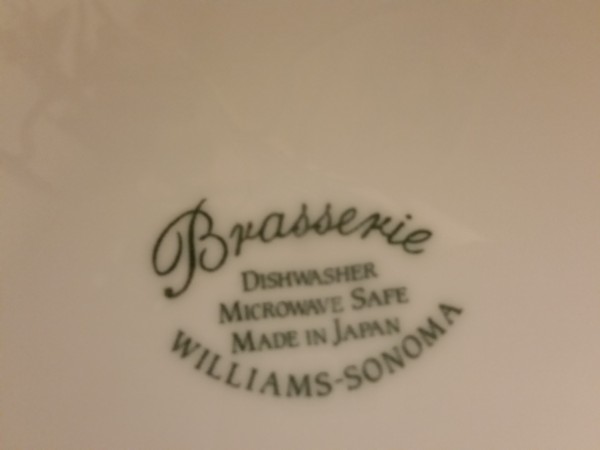 Brasserie
DISHWASHER
MICROWAVE SAFE
MADE IN JAPAN
WILLIAMS-SONOMA